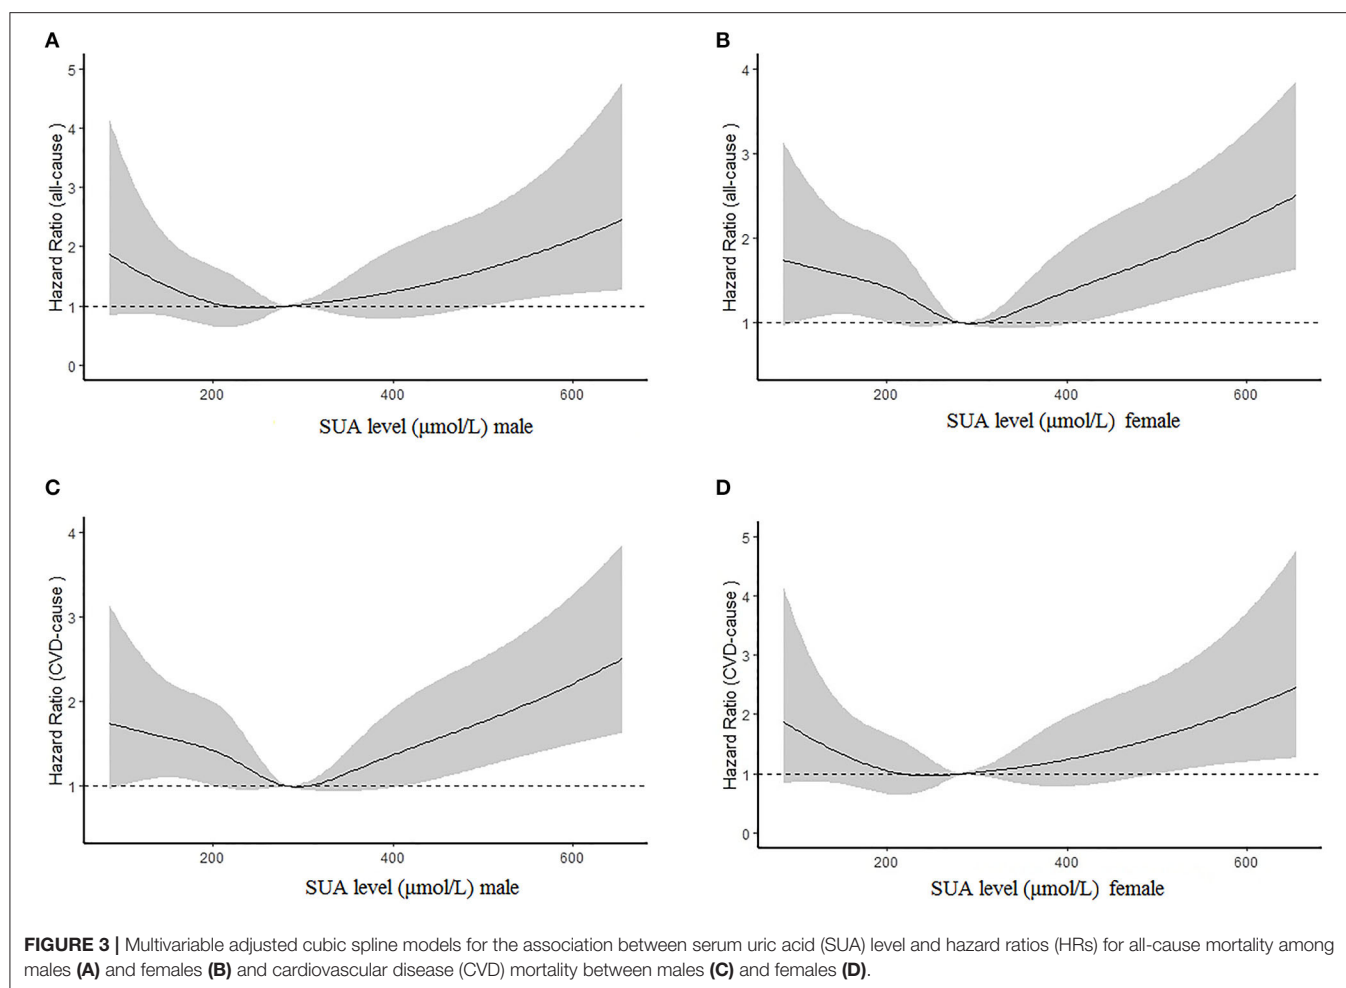 A
Hazard Ratio (all-cause )
5
4
3
2
1
0
200
400
600
SUA level (μmol/L) male
B
Hazard Ratio (all-cause )
4
3
2
1
200
400
600
SUA level (μmol/L) female
C
Hazard Ratio (CVD-cause )
4
3
2
1
200
400
600
SUA level (μmol/L) male
D
Hazard Ratio (CVD-cause )
5
4
3
2
1
0
200
400
600
SUA level (μmol/L) female
FIGURE 3 | Multivariable adjusted cubic spline models for the association between serum uric acid (SUA) level and hazard ratios (HRs) for all-cause mortality among
males (A) and females (B) and cardiovascular disease (CVD) mortality between males (C) and females (D).